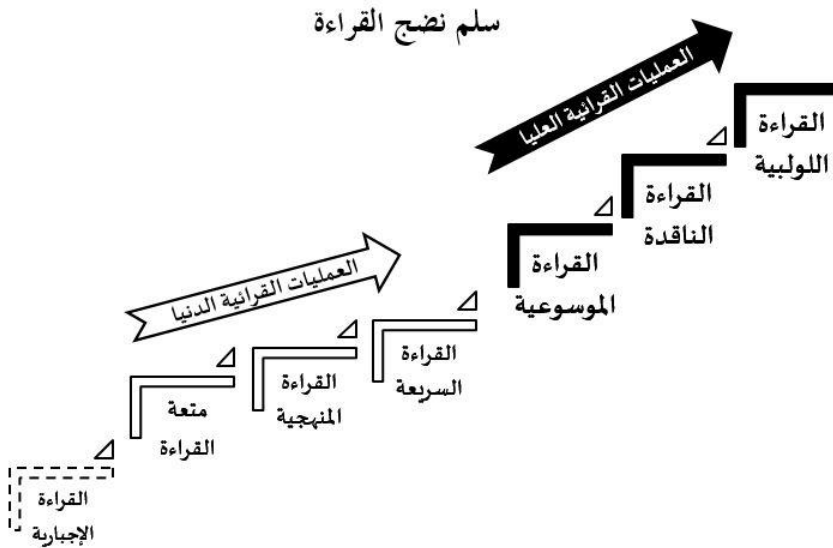 سلم نضج القراءة
العمليات القرائية العليا
القراءة
اللولبية
القراءة
الناقدة
القراءة
الموسوعية
العمليات القرائية الدنيا
القراءة
السريعة
القراءة
المنهجية
متعة
القراءة
القراءة
الإجبارية